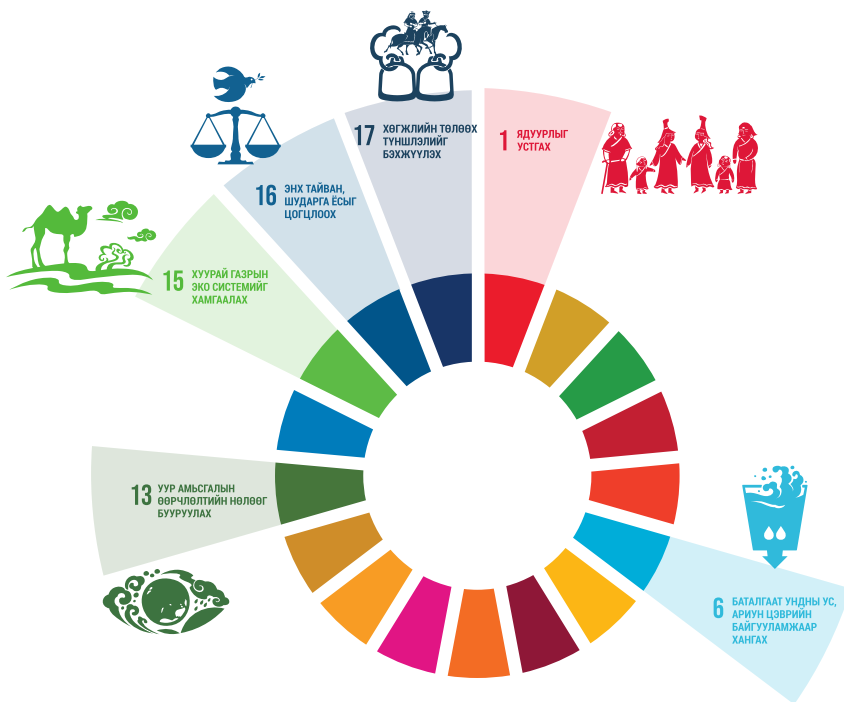 17 ХӨГЖЛИЙН ТӨЛӨӨХ
ТҮНШЛЭЛИЙГ
БЭХЖҮҮЛЭХ
1 ЯДУУРЛЫГ
УСТГАХ
16 ЭНХ ТАЙВАН,
ШУДАРГА ЁСЫГ
ЦОГЦЛООХ
15 ХУУРАЙ ГАЗРЫН
ЭКО СИСТЕМИЙГ
ХАМГААЛАХ
13 УУР АМЬСГАЛЫН
ӨӨРЧЛӨЛТИЙН НӨЛӨӨГ
БУУРУУЛАХ
6 БАТАЛГААТ УНДНЫ УС,
АРИУН ЦЭВРИЙН
БАЙГУУЛАМЖААР
ХАНГАХ